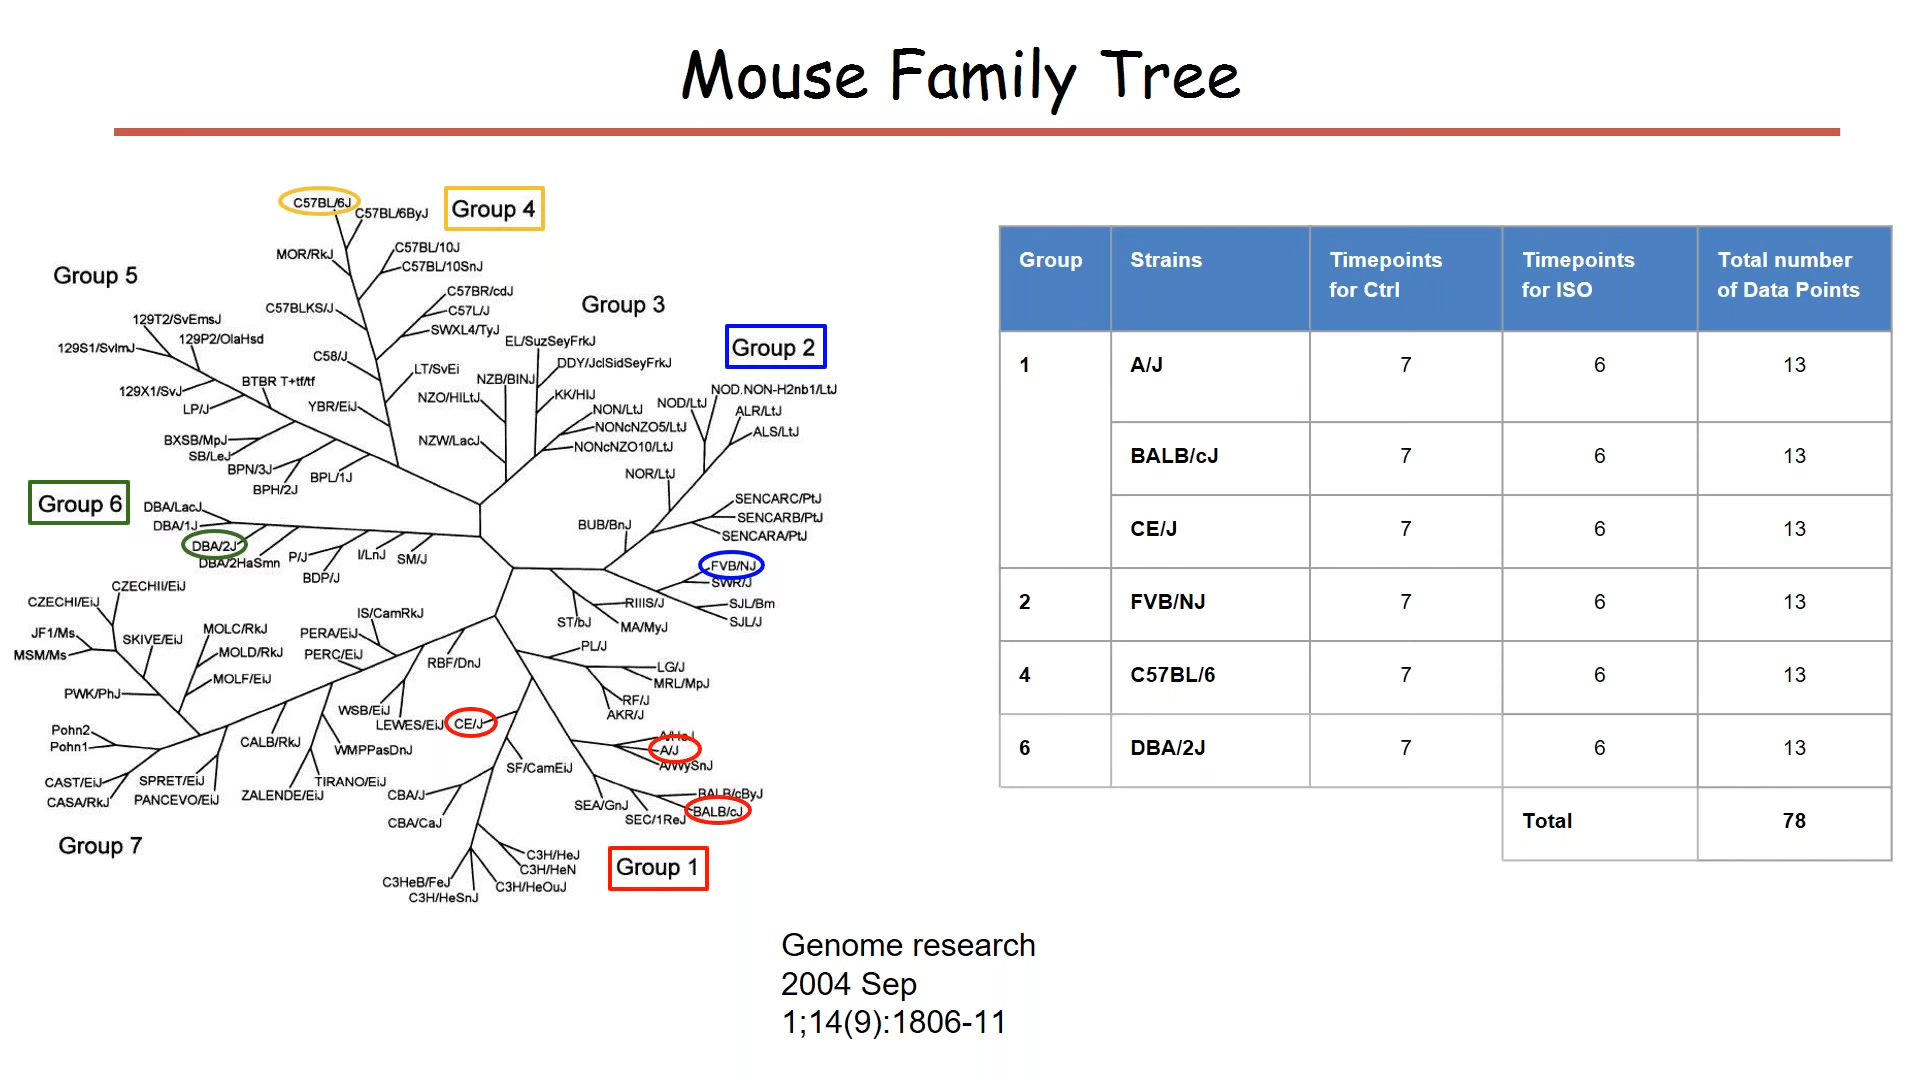 Mouse Family Tree
C57BL/6J
C57BL/6ByJ
Group 4
MOR/RkJ
C57BL/10J
C57BL/10SnJ
Group 5
C57BR/cdJ
C57BLKS/J
C57L/J
SWXL4/TyJ
Group 3
129T2/SvEmsJ
129P2/OlaHsd
129S1/SvImJ
EL/SuzSeyFrkJ
Group 2
C58/J
DDY/JclSidSeyFrkJ
LT/SvEi
NZB/BINJ
BTBR T+tf/tf
129X1/SvJ
NZO/HILtJ
KK/HIJ
NOD.NON-H2nb1/LtJ
NOD/LtJ
LP/J
YBR/EiJ
NON/LtJ
ALR/LtJ
NONcNZO5/LtJ
ALS/LtJ
BXSB/MpJ
NZW/LacJ
NONcNZO10/LtJ
SB/LeJ
BPN/3J
BPL/1J
NOR/LtJ
BPH/2J
Group 6
DBA/LacJ
SENCARC/PtJ
DBA/1J
BUB/BnJ
SENCARB/PtJ
SENCARA/PtJ
DBA/2J
DBA/2HaSmn
P/J
I/LnJ
SM/J
FVB/NJ
BDP/J
SWR/J
CZECHII/EiJ
CZECHI/EiJ
RIIIS/J
SJL/Bm
IS/CamRkJ
ST/bJ
MA/MyJ
SJL/J
JF1/Ms
SKIVE/EiJ
MOLC/RkJ
PERA/EiJ
MSM/Ms
MOLD/RkJ
PERC/EiJ
RBF/DnJ
PL/J
LG/J
MOLF/EiJ
MRL/MpJ
PWK/PhJ
WSB/EiJ
RF/J
LEWES/EiJ
CE/J
AKR/J
Pohn2
Pohn1
CALB/RkJ
WMPPasDnJ
A/HeJ
A/J
A/WySnJ
SF/CamEiJ
CAST/EiJ
SPRET/EiJ
TIRANO/EiJ
CASA/RkJ
PANCEVO/EiJ
ZALENDE/EiJ
CBA/J
BALB/cByJ
SEA/GnJ
BALB/cJ
CBA/CaJ
SEC/1ReJ
Group 7
C3H/HeJ
C3H/HeN
Group 1
C3HeB/FeJ
C3H/HeOuJ
C3H/HeSnJ
Group Strains Timepoints for Ctrl Timepoints for ISO Total number of Data Points
1 A/J 7 6 13
BALB/cJ 7 6 13
CE/J 7 6 13
2 FVB/NJ 7 6 13
4 C57BL/6 7 6 13
6 DBA/2J 7 6 13
Total 78
Genome research
2004 Sep
1;14(9):1806-11